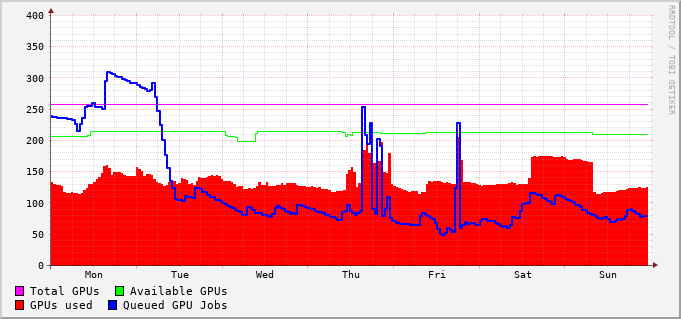 400
350
300
250
200
150
100
50
0
Mon Tue Wed Thu Fri Sat Sun
Total GPUs Available GPUs
GPUs used Queued GPU Jobs
RRDTOOL / TOBI OETIKER